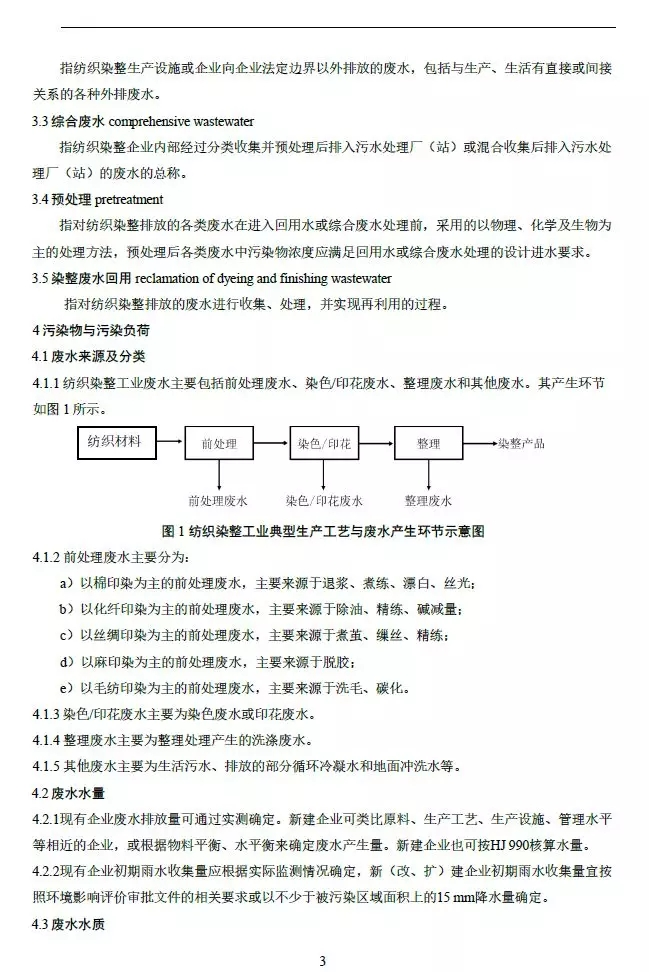 指纺织染整生产设施或企业向企业法定边界以外排放的废水，包括与生产、生活有直接或间接
关系的各种外排废水。
3.3 综合废水 comprehensive wastewater
指纺织染整企业内部经过分类收集并预处理后排入污水处理厂（站）或混合收集后排入污水处
理厂（站）的废水的总称。
3.4 预处理 pretreatment
指对纺织染整排放的各类废水在进入回用水或综合废水处理前，采用的以物理、化学及生物为
主的处理方法，预处理后各类废水中污染物浓度应满足回用水或综合废水处理的设计进水要求。
3.5 染整废水回用 reclamation of dyeing and finishing wastewater
指对纺织染整排放的废水进行收集、处理，并实现再利用的过程。
4 污染物与污染负荷
4.1 废水来源及分类
4.1.1 纺织染整工业废水主要包括前处理废水、染色/印花废水、整理废水和其他废水。其产生环节
如图 1 所示。
纺织材料 前处理 染色/印花 整理 染整产品
前处理废水 染色/印花废水 整理废水
图 1 纺织染整工业典型生产工艺与废水产生环节示意图
4.1.2 前处理废水主要分为：
a）以棉印染为主的前处理废水，主要来源于退浆、煮练、漂白、丝光；
b）以化纤印染为主的前处理废水，主要来源于除油、精练、碱减量；
c）以丝绸印染为主的前处理废水，主要来源于煮茧、缫丝、精练；
d）以麻印染为主的前处理废水，主要来源于脱胶；
e）以毛纺印染为主的前处理废水，主要来源于洗毛、碳化。
4.1.3 染色/印花废水主要为染色废水或印花废水。
4.1.4 整理废水主要为整理处理产生的洗涤废水。
4.1.5 其他废水主要为生活污水、排放的部分循环冷凝水和地面冲洗水等。
4.2 废水水量
4.2.1现有企业废水排放量可通过实测确定。新建企业可类比原料、生产工艺、生产设施、管理水平
等相近的企业，或根据物料平衡、水平衡来确定废水产生量。新建企业也可按HJ 990核算水量。
4.2.2现有企业初期雨水收集量应根据实际监测情况确定，新（改、扩）建企业初期雨水收集量宜按
照环境影响评价审批文件的相关要求或以不少于被污染区域面积上的15 mm降水量确定。
4.3 废水水质
3